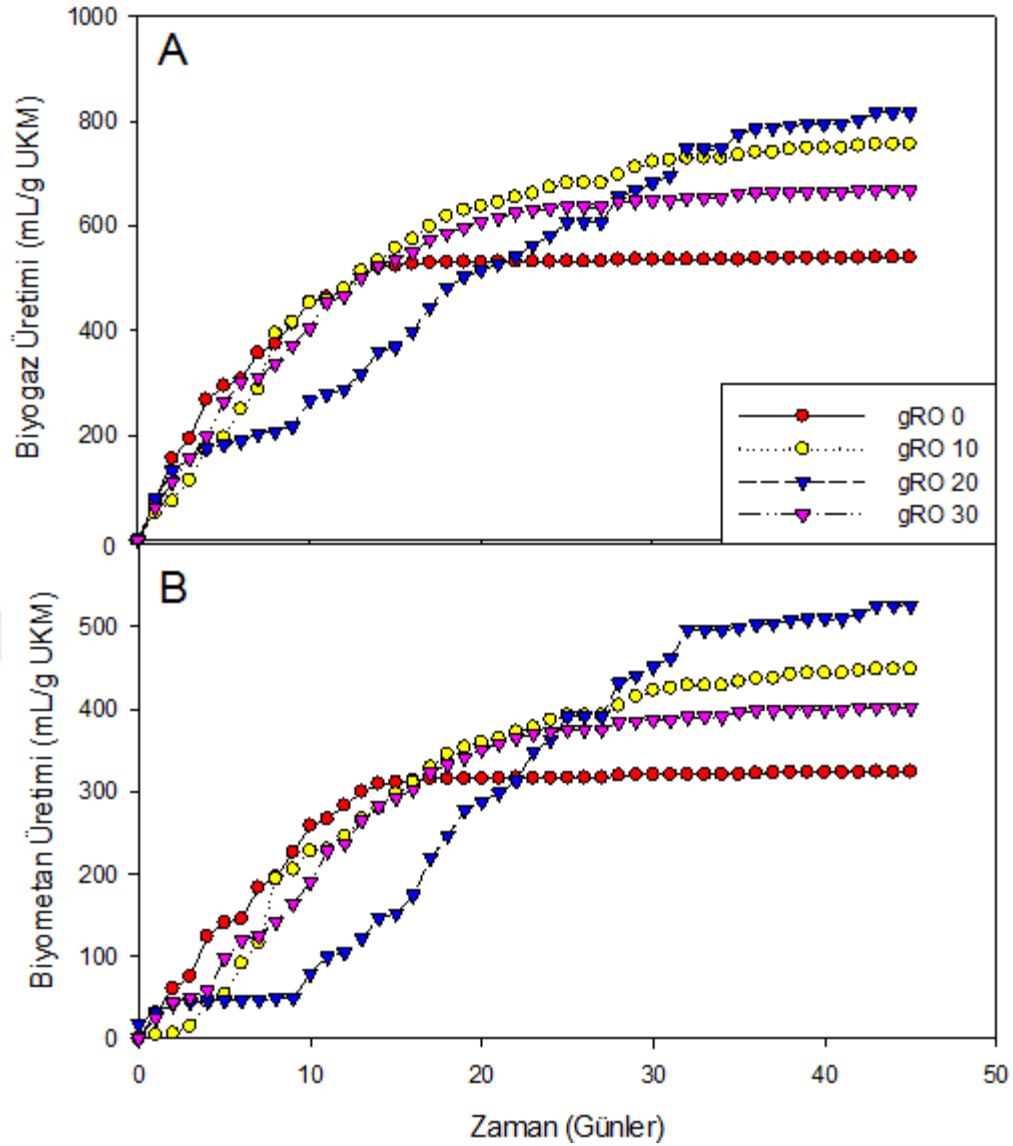 A
Biyogaz Üretimi (mL/g UKM)
1000
800
600
400
200
0
gRO 0
gRO 10
gRO 20
gRO 30
B
Biyometan Üretimi (mL/g UKM)
500
400
300
200
100
0
0 10 20 30 40 50
Zaman (Günler)